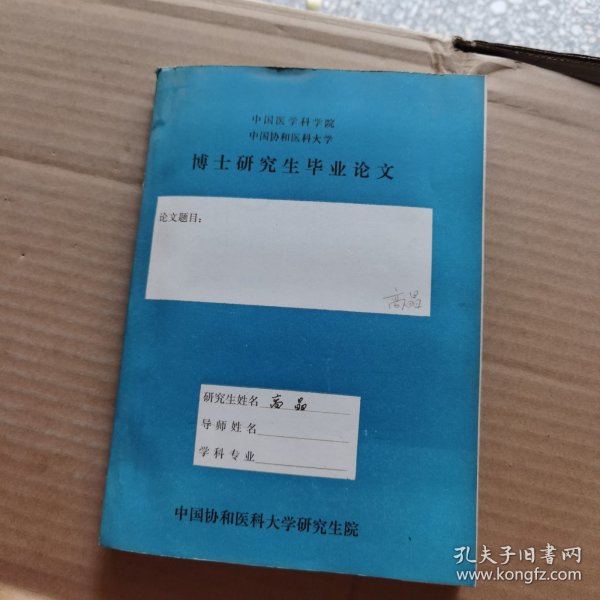 中国医学科学院
中国协和医科大学
博士研究生毕业论文
论文题目：
高晶
研究生姓名 高晶
导师姓名
学科专业
中国协和医科大学研究生院
孔夫子旧书网
www.kongfz.com